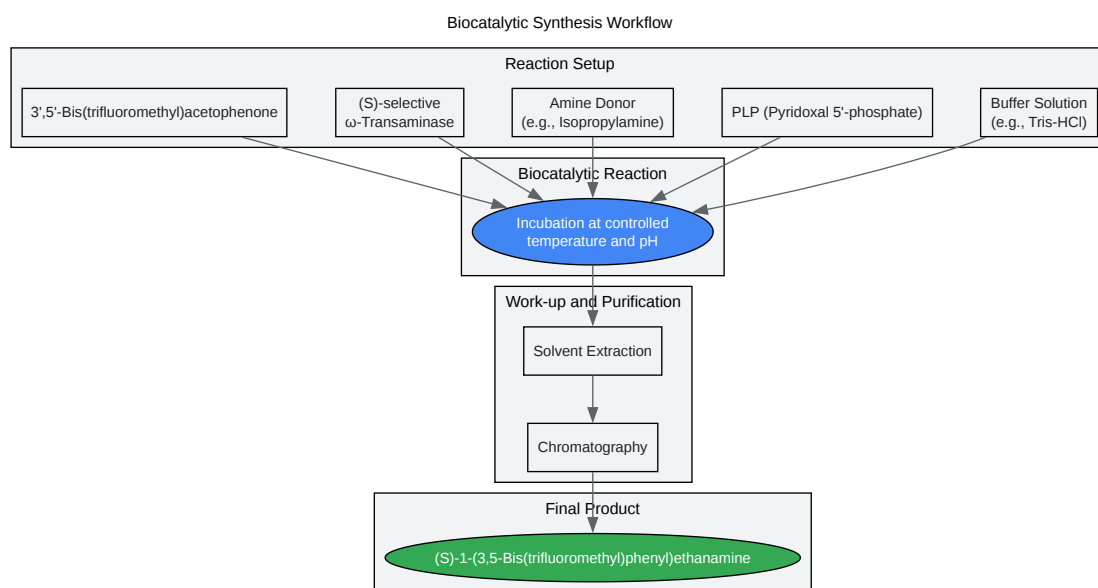 Biocatalytic Synthesis Workflow
Reaction Setup
3',5'-Bis(trifluoromethyl)acetophenone
(S)-selective
ω-Transaminase
Amine Donor
(e.g., Isopropylamine)
PLP (Pyridoxal 5'-phosphate)
Buffer Solution
(e.g., Tris-HCl)
Biocatalytic Reaction
Incubation at controlled
temperature and pH
Work-up and Purification
Solvent Extraction
Chromatography
Final Product
(S)-1-(3,5-Bis(trifluoromethyl)phenyl)ethanamine